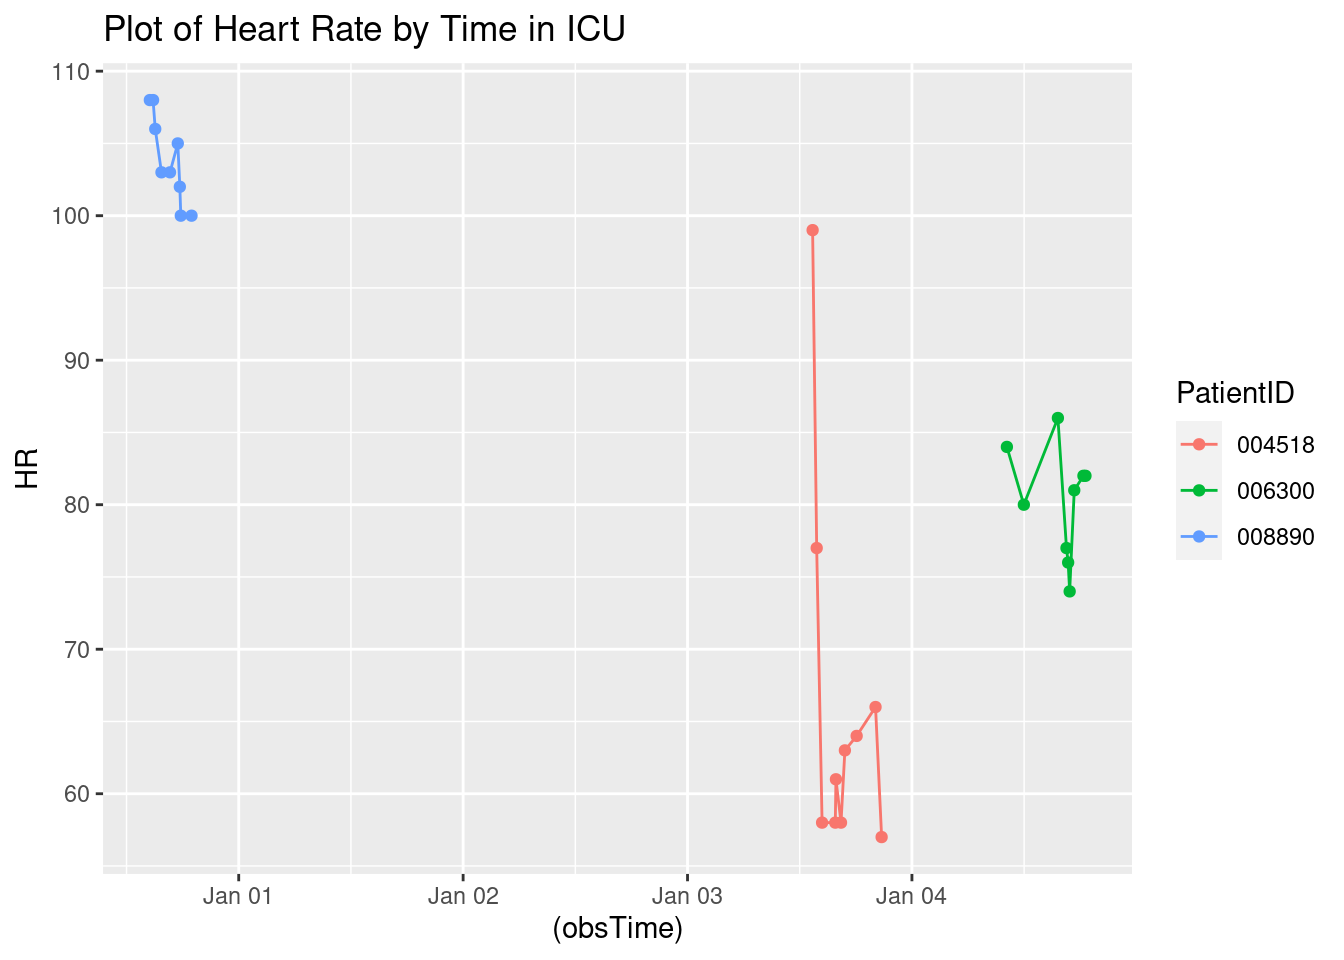 Plot of Heart Rate by Time in ICU
110
100
90
80
70
60
HR
Jan 01
Jan 02
Jan 03
Jan 04
(obsTime)
PatientID
004518
006300
008890